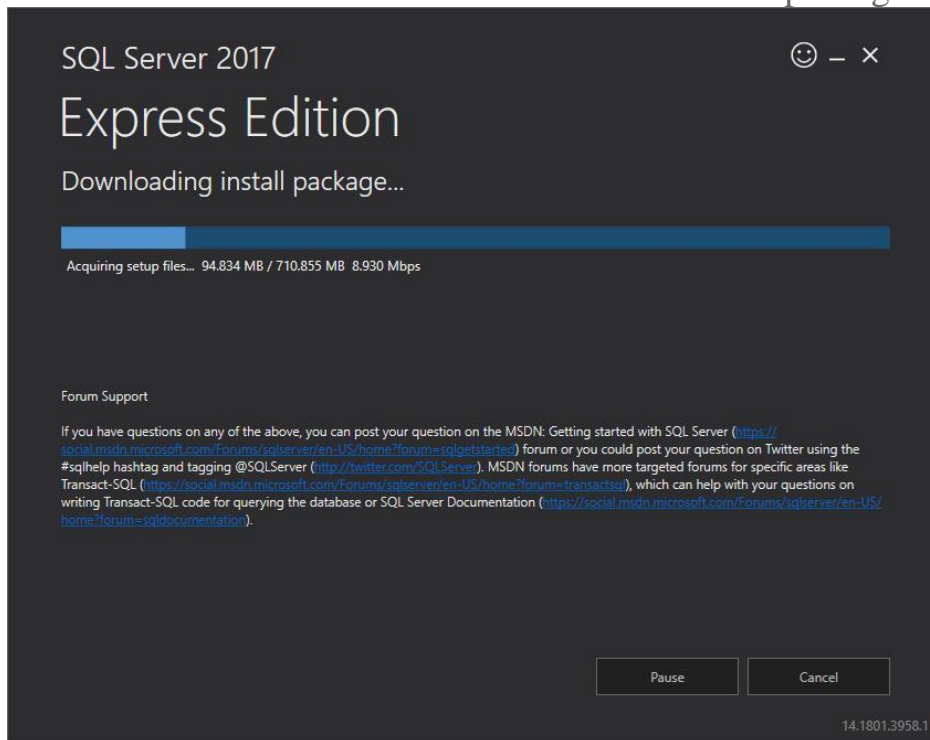 SQL Server 2017
Express Edition
Downloading install package...
Acquiring setup files... 94.834 MB / 710.855 MB 8.930 Mbps
Forum Support
If you have questions on any of the above, you can post your question on the MSDN: Getting started with SQL Server (https://
social.msdn.microsoft.com/Forums/sqlserver/en-US/home?forum=sqlgetstarted) forum or you could post your question on Twitter using the
#sqlhelp hashtag and tagging @SQLServer (http://twitter.com/SQLServer). MSDN forums have more targeted forums for specific areas like
Transact-SQL (https://social.msdn.microsoft.com/Forums/sqlserver/en-US/home?forum=transactsql), which can help with your questions on
writing Transact-SQL code for querying the database or SQL Server Documentation (https://social.msdn.microsoft.com/Forums/sqlserver/en-US/
home?forum=sqldocumentation).
Pause Cancel
14.1801.3958.1